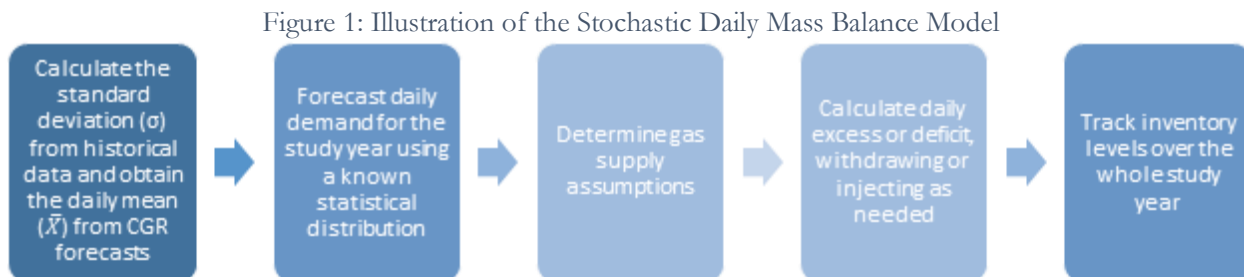 Figure 1: Illustration of the Stochastic Daily Mass Balance Model
Calculate the
standard
deviation (σ)
from historical
data and obtain
the daily mean
(X̄) from CGR
forecasts
Forecast daily
demand for the
study year using
a known
statistical
distribution
Determine gas
supply
assumptions
Calculate daily
excess or deficit,
withdrawing or
injecting as
needed
Track inventory
levels over the
whole study
year